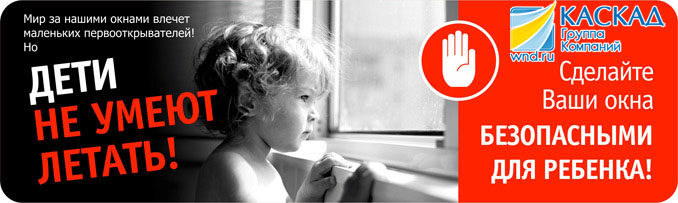 Мир за нашими окнами влечет
маленьких первооткрывателей!
Но
ДЕТИ
НЕ УМЕЮТ
ЛЕТАТЬ!
КАСКАД
Группа
Компаний
wnd.ru
Сделайте
Ваши окна
БЕЗОПАСНЫМИ
ДЛЯ РЕБЕНКА!